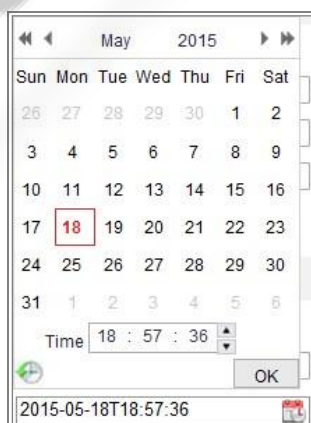 May 2015
Sun Mon Tue Wed Thu Fri Sat
26 27 28 29 30 1 2
3 4 5 6 7 8 9
10 11 12 13 14 15 16
17 18 19 20 21 22 23
24 25 26 27 28 29 30
31 1 2 3 4 5 6
Time 18 : 57 : 36
OK
2015-05-18T18:57:36